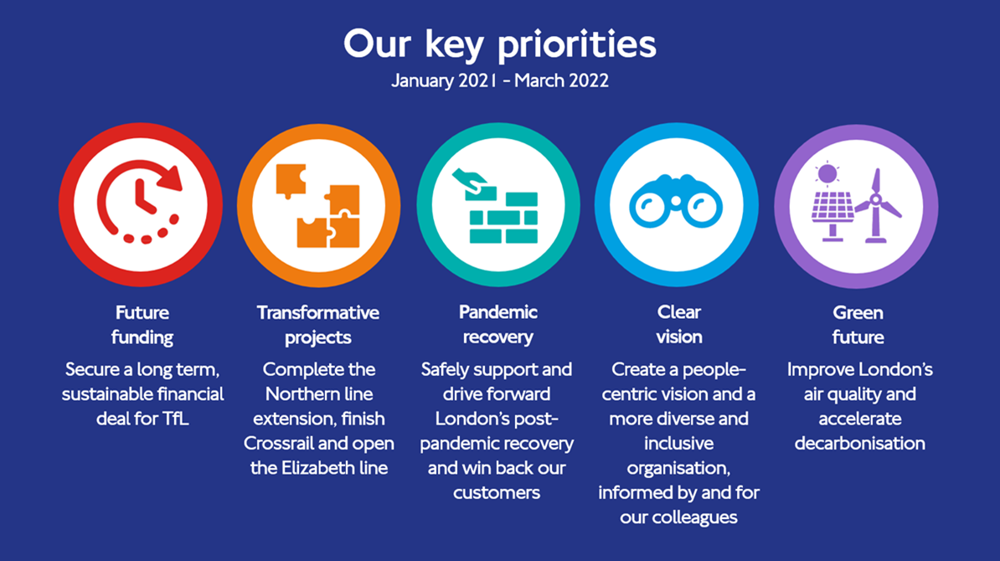 Our key priorities
January 2021 - March 2022
Future
funding
Secure a long term,
sustainable financial
deal for TfL
Transformative
projects
Complete the
Northern line
extension, finish
Crossrail and open
the Elizabeth line
Pandemic
recovery
Safely support and
drive forward
London's post-
pandemic recovery
and win back our
customers
Clear
vision
Create a people-
centric vision and a
more diverse and
inclusive
organisation,
informed by and for
our colleagues
Green
future
Improve London's
air quality and
accelerate
decarbonisation